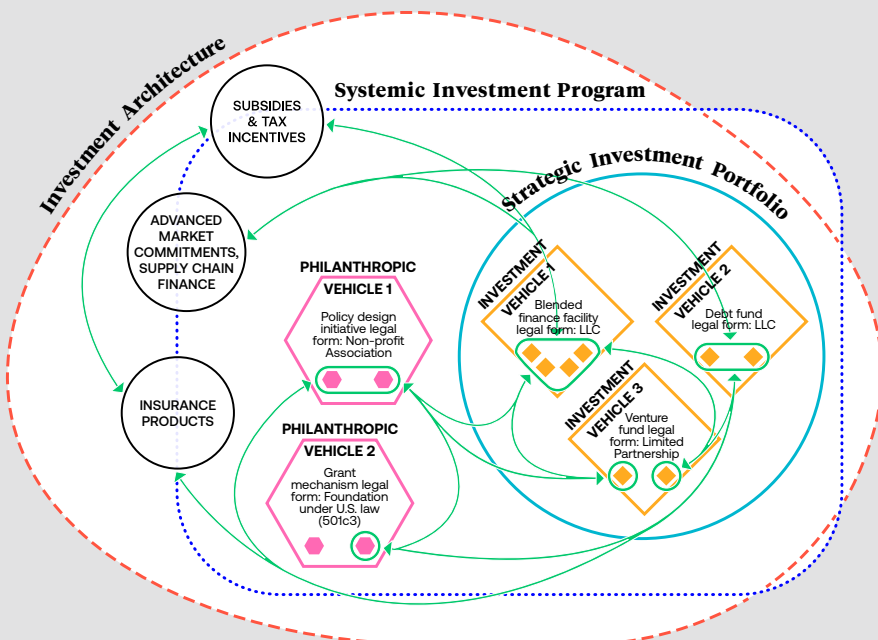 Investment Architecture
Systemic Investment Program
SUBSIDIES
& TAX
INCENTIVES
Strategic Investment Portfolio
ADVANCED
MARKET
COMMITMENTS,
SUPPLY CHAIN
FINANCE
INSURANCE
PRODUCTS
PHILANTHROPIC
VEHICLE 1
Policy design
initiative legal
form: Non-profit
Association
PHILANTHROPIC
VEHICLE 2
Grant
mechanism legal
form: Foundation
under U.S. law
(501c3)
INVESTMENT
VEHICLE 1
Blended
finance facility
legal form: LLC
INVESTMENT
VEHICLE 2
Debt fund
legal form: LLC
INVESTMENT
VEHICLE 3
Venture
fund legal
form: Limited
Partnership